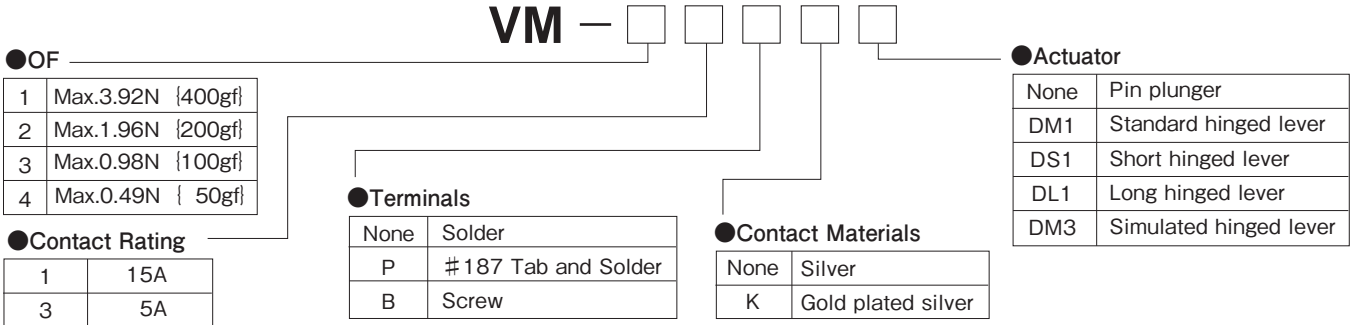 VM － □ □ □ □ □
●OF
1 Max.3.92N {400gf}
2 Max.1.96N {200gf}
3 Max.0.98N {100gf}
4 Max.0.49N { 50gf}
●Contact Rating
1 15A
3 5A
●Terminals
None Solder
P ＃187 Tab and Solder
B Screw
●Contact Materials
None Silver
K Gold plated silver
●Actuator
None Pin plunger
DM1 Standard hinged lever
DS1 Short hinged lever
DL1 Long hinged lever
DM3 Simulated hinged lever